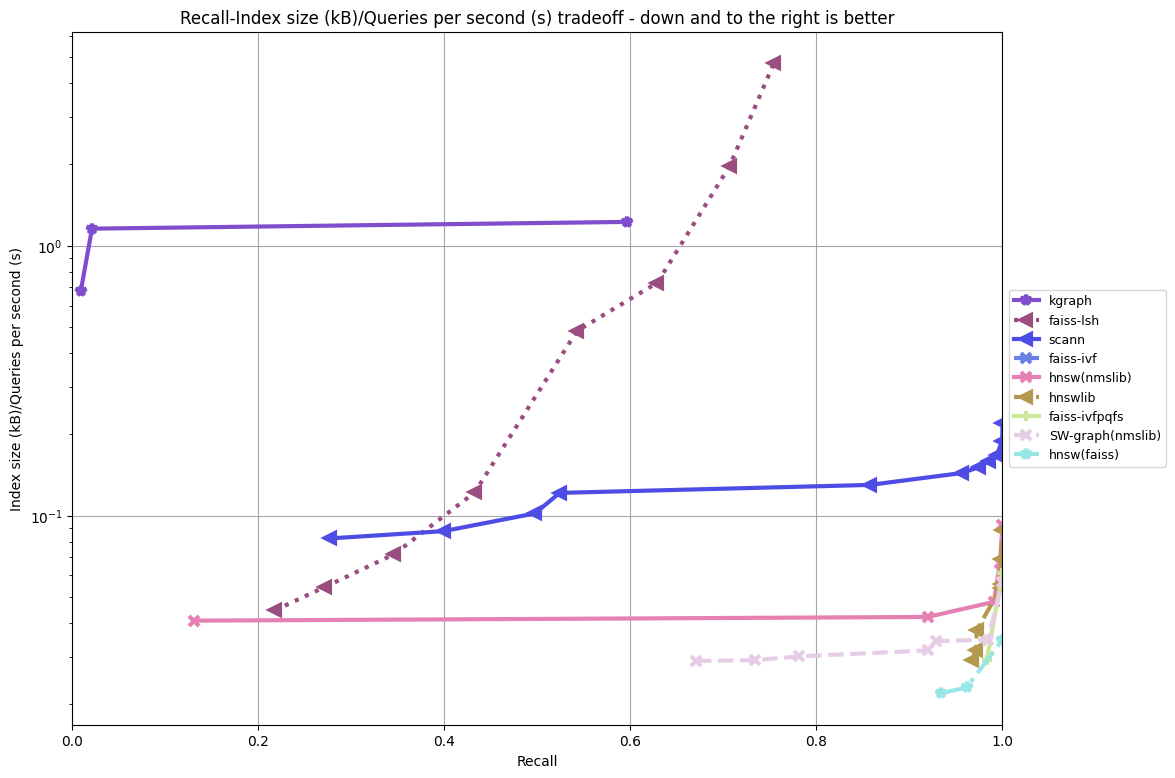 Recall-Index size (kB)/Queries per second (s) tradeoff - down and to the right is better
Index size (kB)/Queries per second (s)
10⁰
10⁻¹
0.0 0.2 0.4 0.6 0.8 1.0
Recall
kgraph
faiss-lsh
scann
faiss-ivf
hnsw(nmslib)
hnswlib
faiss-ivfpqfs
SW-graph(nmslib)
hnsw(faiss)